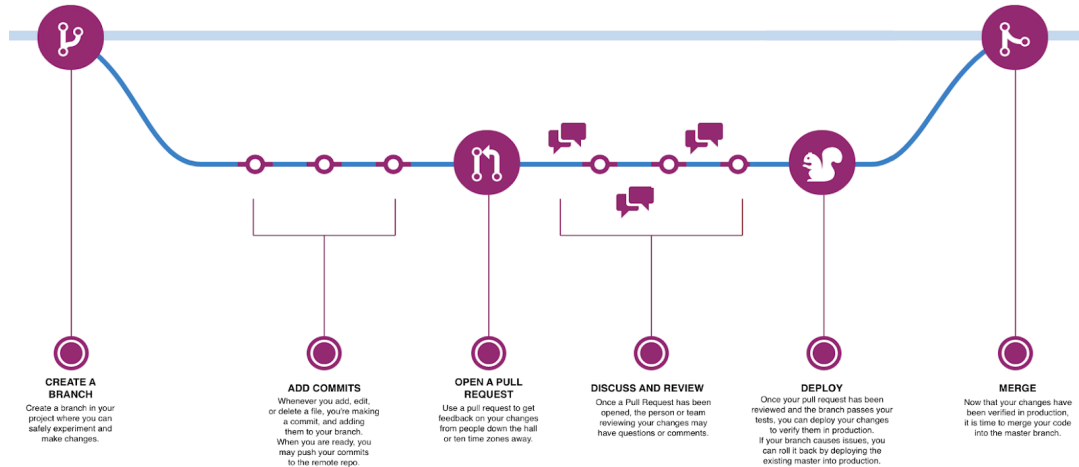 CREATE A
BRANCH
Create a branch in your
project where you can
safely experiment and
make changes.
ADD COMMITS
Whenever you add, edit,
or delete a file, you're making
a commit, and adding
them to your branch.
When you are ready, you
may push your commits
to the remote repo.
OPEN A PULL
REQUEST
Use a pull request to get
feedback on your changes
from people down the hall
or ten time zones away.
DISCUSS AND REVIEW
Once a Pull Request has been
opened, the person or team
reviewing your changes may
have questions or comments.
DEPLOY
Once your pull request has been
reviewed and the branch passes your
tests, you can deploy your changes
to verify them in production.
If your branch causes issues, you
can roll it back by deploying the
existing master into production.
MERGE
Now that your changes have
been verified in production,
it is time to merge your code
into the master branch.